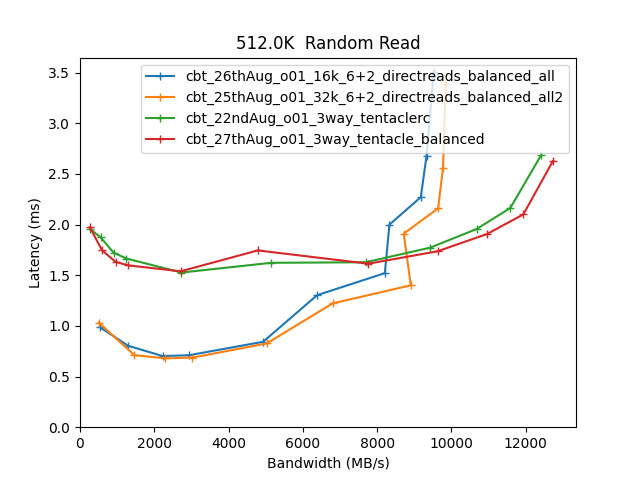 512.0K  Random Read
cbt_26thAug_o01_16k_6+2_directreads_balanced_all
cbt_25thAug_o01_32k_6+2_directreads_balanced_all2
cbt_22ndAug_o01_3way_tentaclerc
cbt_27thAug_o01_3way_tentacle_balanced
Latency (ms)
3.5
3.0
2.5
2.0
1.5
1.0
0.5
0.0
0 2000 4000 6000 8000 10000 12000
Bandwidth (MB/s)